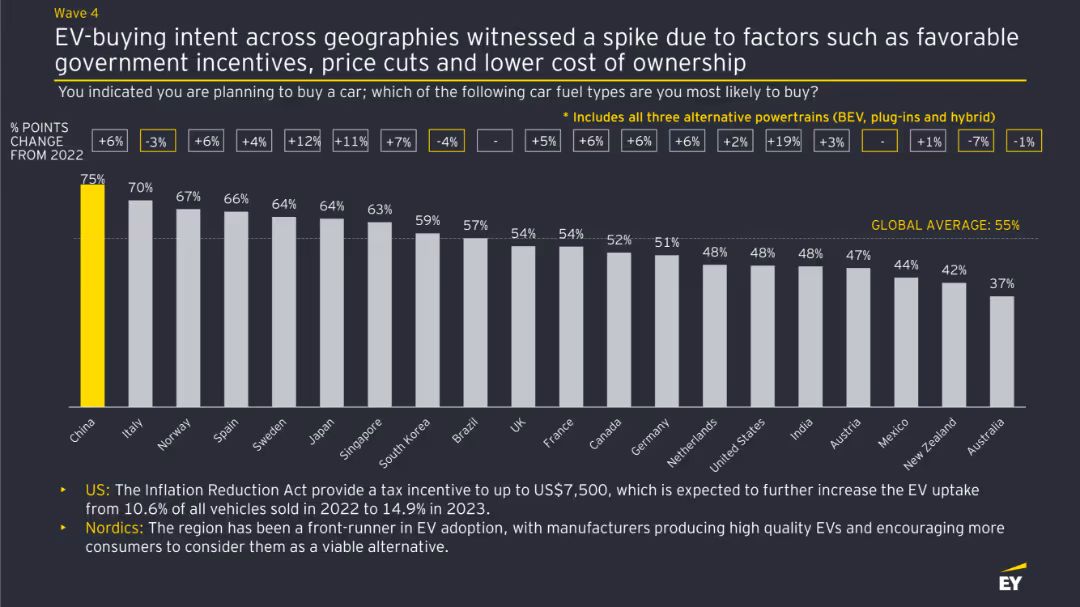 Wave 4
EV-buying intent across geographies witnessed a spike due to factors such as favorable
government incentives, price cuts and lower cost of ownership
You indicated you are planning to buy a car; which of the following car fuel types are you most likely to buy?
* Includes all three alternative powertrains (BEV, plug-ins and hybrid)
% POINTS
CHANGE
FROM 2022
+6% -3% +6% +4% +12% +11% +7% -4% - +5% +6% +6% +6% +2% +19% +3% - +1% -7% -1%
75% 70% 67% 66% 64% 64% 63% 59% 57% 54% 54% 52% 51% 48% 48% 48% 47% 44% 42% 37%
GLOBAL AVERAGE: 55%
China Italy Norway Spain Sweden Japan Singapore South Korea Brazil UK France Canada Germany Netherlands United States India Austria Mexico New Zealand Australia
‣ US: The Inflation Reduction Act provide a tax incentive to up to US$7,500, which is expected to further increase the EV uptake
from 10.6% of all vehicles sold in 2022 to 14.9% in 2023.
‣ Nordics: The region has been a front-runner in EV adoption, with manufacturers producing high quality EVs and encouraging more
consumers to consider them as a viable alternative.
EY